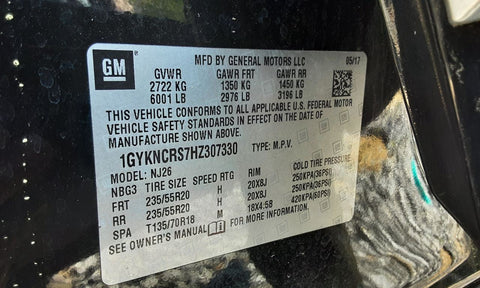 GM
MFD BY GENERAL MOTORS LLC 05/17
GVWR GAWR FRT GAWR RR
2722 KG 1350 KG 1450 KG
6001 LB 2976 LB 3196 LB
THIS VEHICLE CONFORMS TO ALL APPLICABLE U.S. FEDERAL MOTOR
VEHICLE SAFETY STANDARDS IN EFFECT ON THE DATE OF
MANUFACTURE SHOWN ABOVE.
1GYKNCRS7HZ307330 TYPE: M.P.V.
MODEL: NJ26
NBG3 TIRE SIZE SPEED RTG RIM COLD TIRE PRESSURE
FRT 235/55R20 H 20X8J 250KPA(36PSI)
RR 235/55R20 H 20X8J 250KPA(36PSI)
SPA T135/70R18 M 18X4.5B 420KPA(60PSI)
SEE OWNER'S MANUAL FOR MORE INFORMATION.